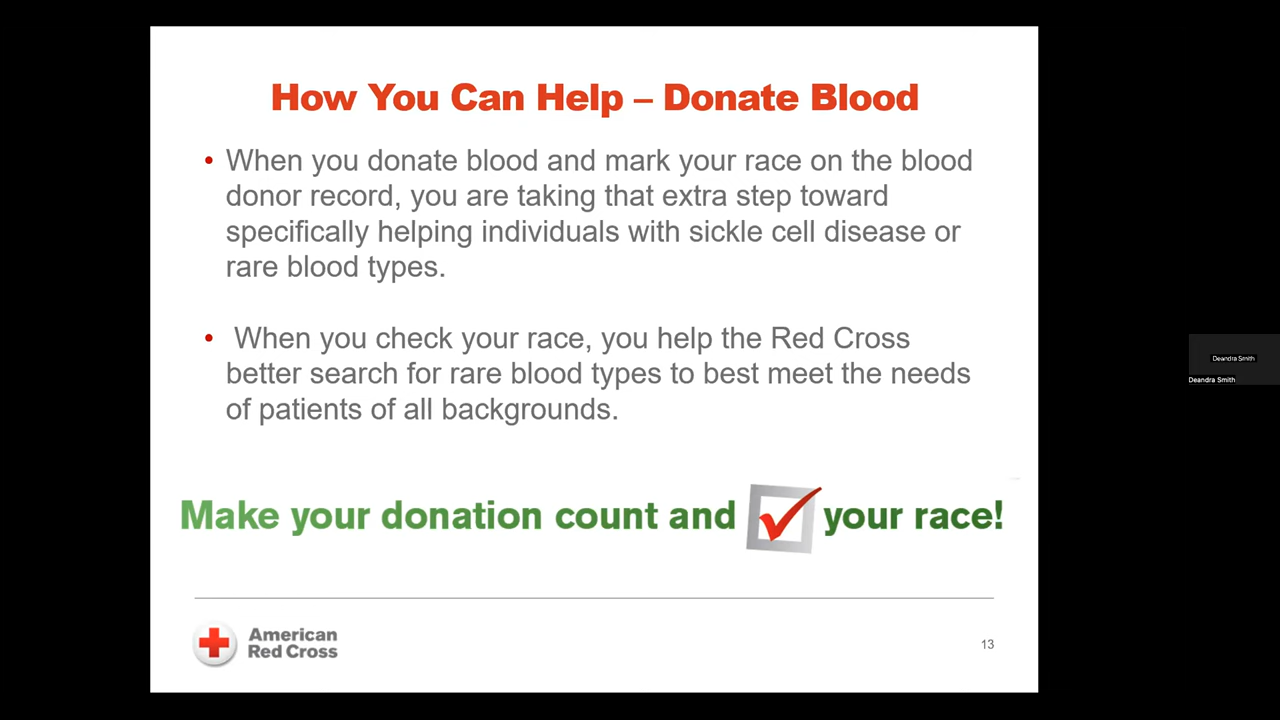 How You Can Help – Donate Blood
• When you donate blood and mark your race on the blood
donor record, you are taking that extra step toward
specifically helping individuals with sickle cell disease or
rare blood types.
• When you check your race, you help the Red Cross
better search for rare blood types to best meet the needs
of patients of all backgrounds.
Make your donation count and your race!
American
Red Cross
13
Deandra Smith
Deandra Smith